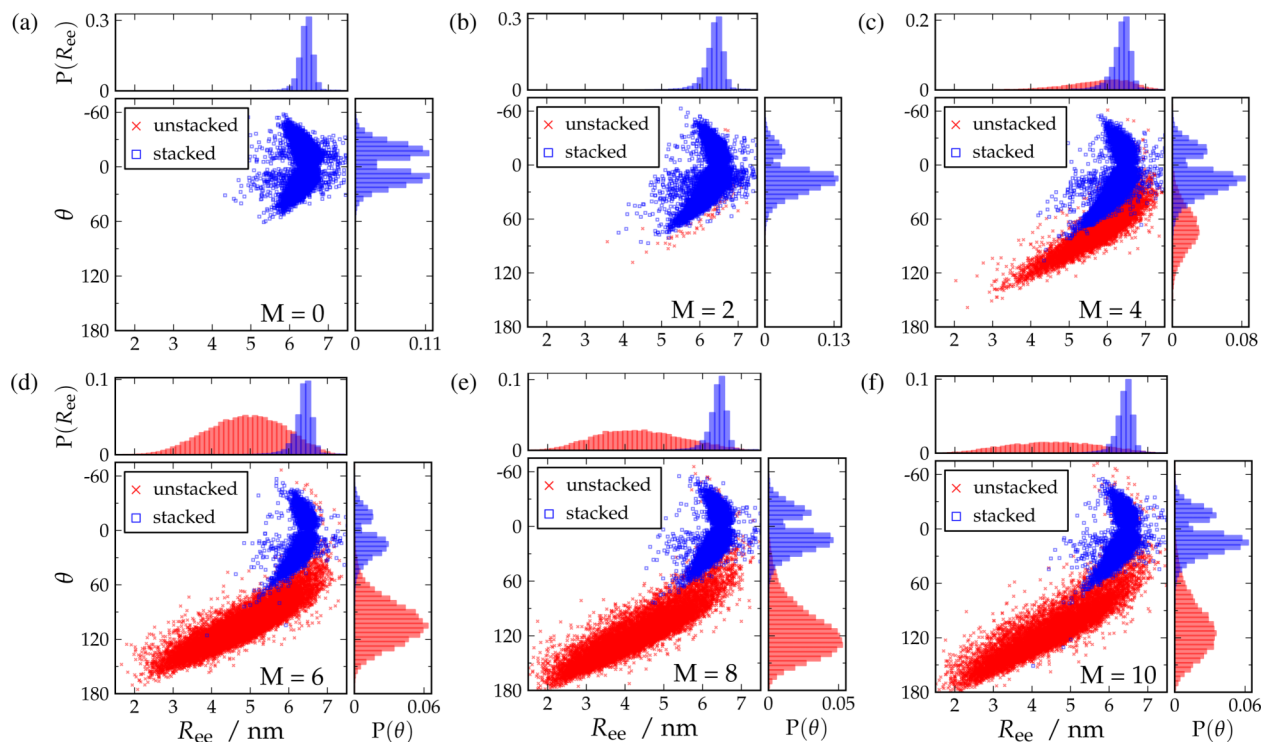 (a)
P(Ree)
0.3
0
unstacked
stacked
θ
-60
0
60
120
180
M = 0
2 3 4 5 6 7
0 0.11
(b)
0.3
0
unstacked
stacked
-60
0
60
120
180
M = 2
2 3 4 5 6 7
0 0.13
(c)
0.2
0
unstacked
stacked
-60
0
60
120
180
M = 4
2 3 4 5 6 7
0 0.08
(d)
P(Ree)
0.1
0
unstacked
stacked
θ
-60
0
60
120
180
M = 6
2 3 4 5 6 7
0 0.06
Ree / nm
P(θ)
(e)
0.1
0
unstacked
stacked
-60
0
60
120
180
M = 8
2 3 4 5 6 7
0 0.05
Ree / nm
P(θ)
(f)
0.1
0
unstacked
stacked
-60
0
60
120
180
M = 10
2 3 4 5 6 7
0 0.06
Ree / nm
P(θ)